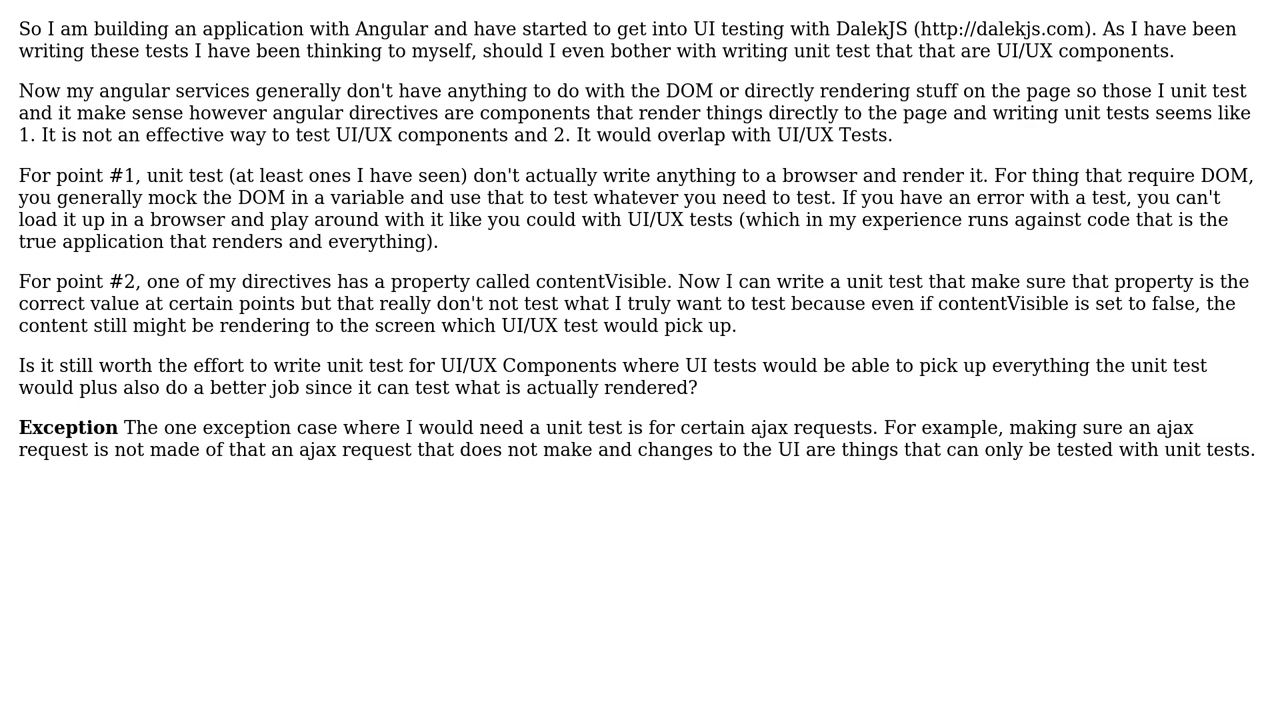 So I am building an application with Angular and have started to get into UI testing with DalekJS (http://dalekjs.com). As I have been
writing these tests I have been thinking to myself, should I even bother with writing unit test that that are UI/UX components.
Now my angular services generally don't have anything to do with the DOM or directly rendering stuff on the page so those I unit test
and it make sense however angular directives are components that render things directly to the page and writing unit tests seems like
1. It is not an effective way to test UI/UX components and 2. It would overlap with UI/UX Tests.
For point #1, unit test (at least ones I have seen) don't actually write anything to a browser and render it. For thing that require DOM,
you generally mock the DOM in a variable and use that to test whatever you need to test. If you have an error with a test, you can't
load it up in a browser and play around with it like you could with UI/UX tests (which in my experience runs against code that is the
true application that renders and everything).
For point #2, one of my directives has a property called contentVisible. Now I can write a unit test that make sure that property is the
correct value at certain points but that really don't not test what I truly want to test because even if contentVisible is set to false, the
content still might be rendering to the screen which UI/UX test would pick up.
Is it still worth the effort to write unit test for UI/UX Components where UI tests would be able to pick up everything the unit test
would plus also do a better job since it can test what is actually rendered?
Exception The one exception case where I would need a unit test is for certain ajax requests. For example, making sure an ajax
request is not made of that an ajax request that does not make and changes to the UI are things that can only be tested with unit tests.